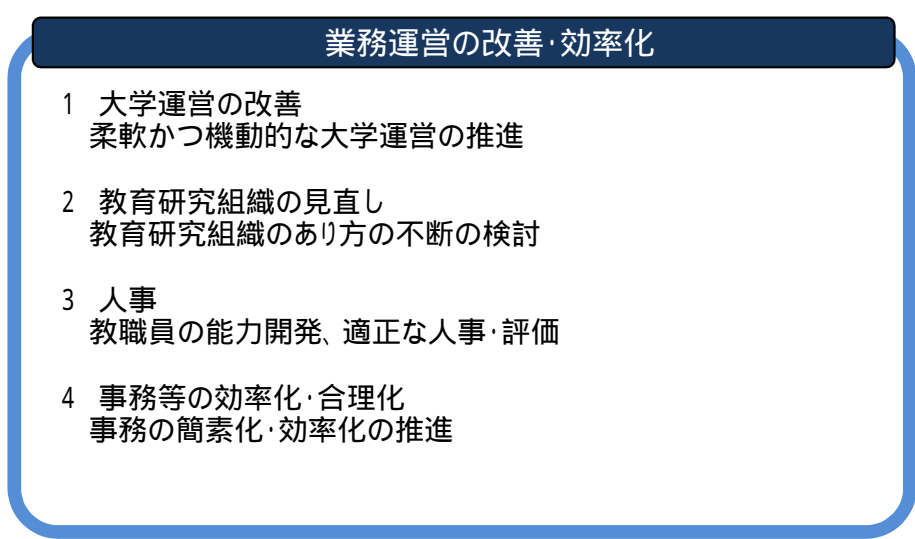 業務運営の改善・効率化
1 大学運営の改善
柔軟かつ機動的な大学運営の推進
2 教育研究組織の見直し
教育研究組織のあり方の不断の検討
3 人事
教職員の能力開発、適正な人事・評価
4 事務等の効率化・合理化
事務の簡素化・効率化の推進